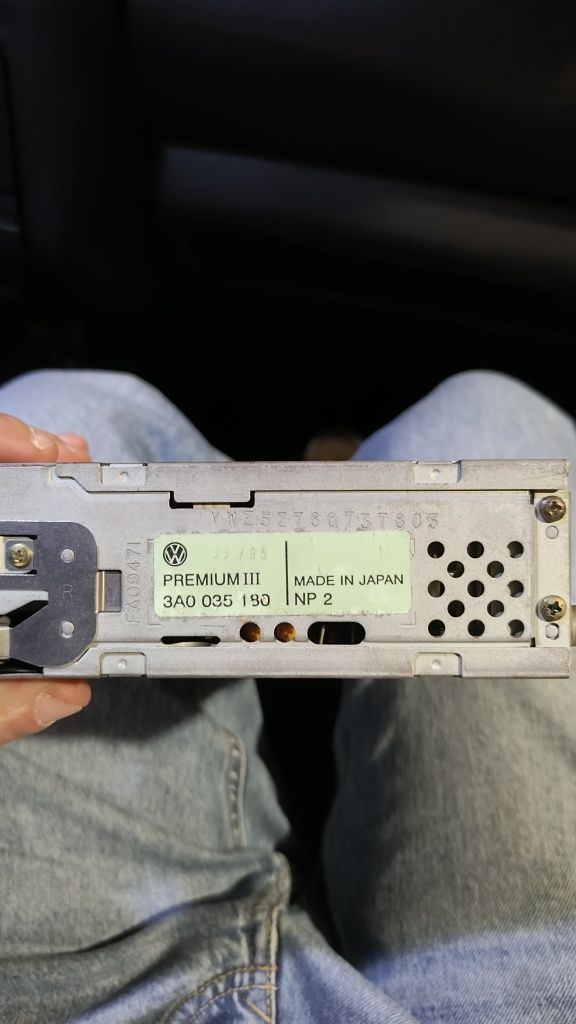 VWZ5Z7S0737805
FA09471
R
33/95
PREMIUM III
3A0 035 180
MADE IN JAPAN
NP 2